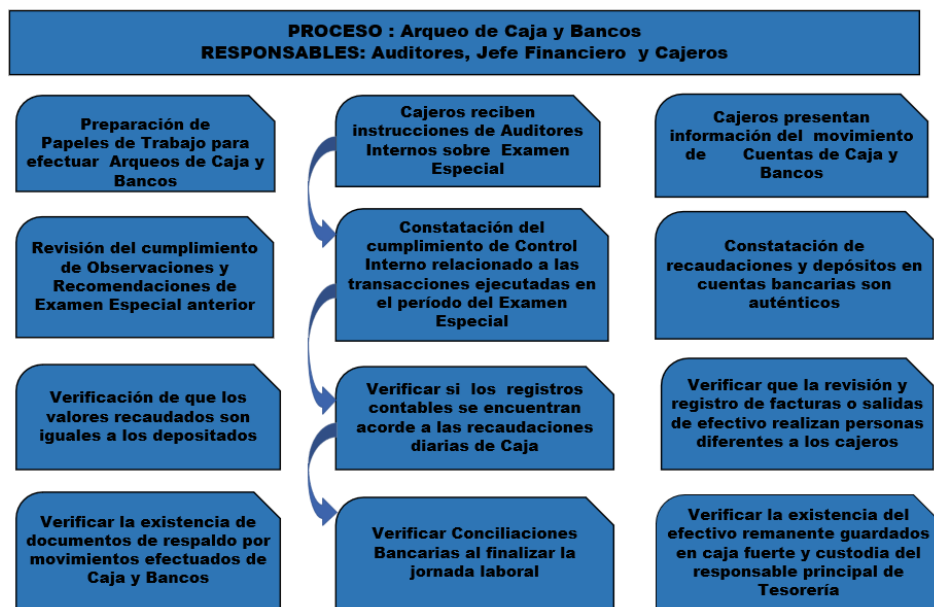 PROCESO : Arqueo de Caja y Bancos
RESPONSABLES: Auditores, Jefe Financiero y Cajeros
Preparación de
Papeles de Trabajo para
efectuar Arqueos de Caja y
Bancos
Cajeros reciben
instrucciones de Auditores
Internos sobre Examen
Especial
Cajeros presentan
información del movimiento
de Cuentas de Caja y
Bancos
Revisión del cumplimiento
de Observaciones y
Recomendaciones de
Examen Especial anterior
Constatación del
cumplimiento de Control
Interno relacionado a las
transacciones ejecutadas en
el período del Examen
Especial
Constatación de
recaudaciones y depósitos en
cuentas bancarias son
auténticos
Verificación de que los
valores recaudados son
iguales a los depositados
Verificar si los registros
contables se encuentran
acorde a las recaudaciones
diarias de Caja
Verificar que la revisión y
registro de facturas o salidas
de efectivo realizan personas
diferentes a los cajeros
Verificar la existencia de
documentos de respaldo por
movimientos efectuados de
Caja y Bancos
Verificar Conciliaciones
Bancarias al finalizar la
jornada laboral
Verificar la existencia del
efectivo remanente guardados
en caja fuerte y custodia del
responsable principal de
Tesorería